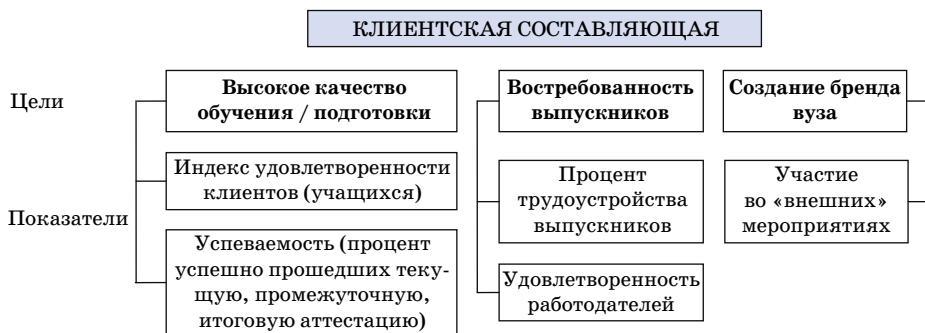 КЛИЕНТСКАЯ СОСТАВЛЯЮЩАЯ
Цели
Высокое качество
обучения / подготовки
Востребованность
выпускников
Создание бренда
вуза
Показатели
Индекс удовлетворенности
клиентов (учащихся)
Процент
трудоустройства
выпускников
Участие
во «внешних»
мероприятиях
Успеваемость (процент
успешно прошедших теку-
щую, промежуточную,
итоговую аттестацию)
Удовлетворенность
работодателей